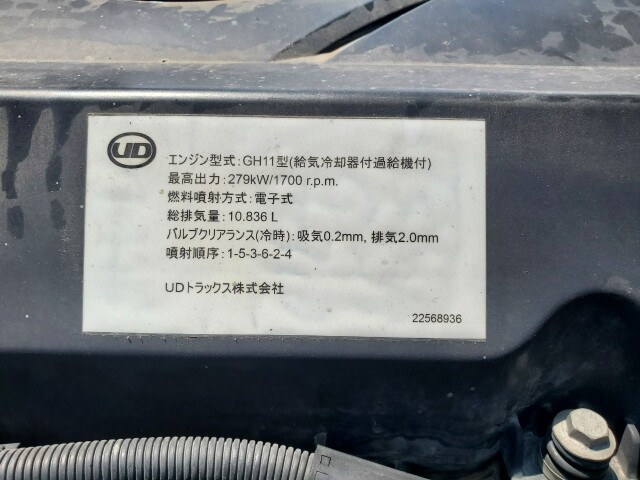 UD
エンジン型式：GH11型(給気冷却器付過給機付)
最高出力：279kW/1700 r.p.m.
燃料噴射方式：電子式
総排気量：10.836 L
バルブクリアランス(冷時)：吸気0.2mm, 排気2.0mm
噴射順序：1-5-3-6-2-4
UDトラックス株式会社
22568936